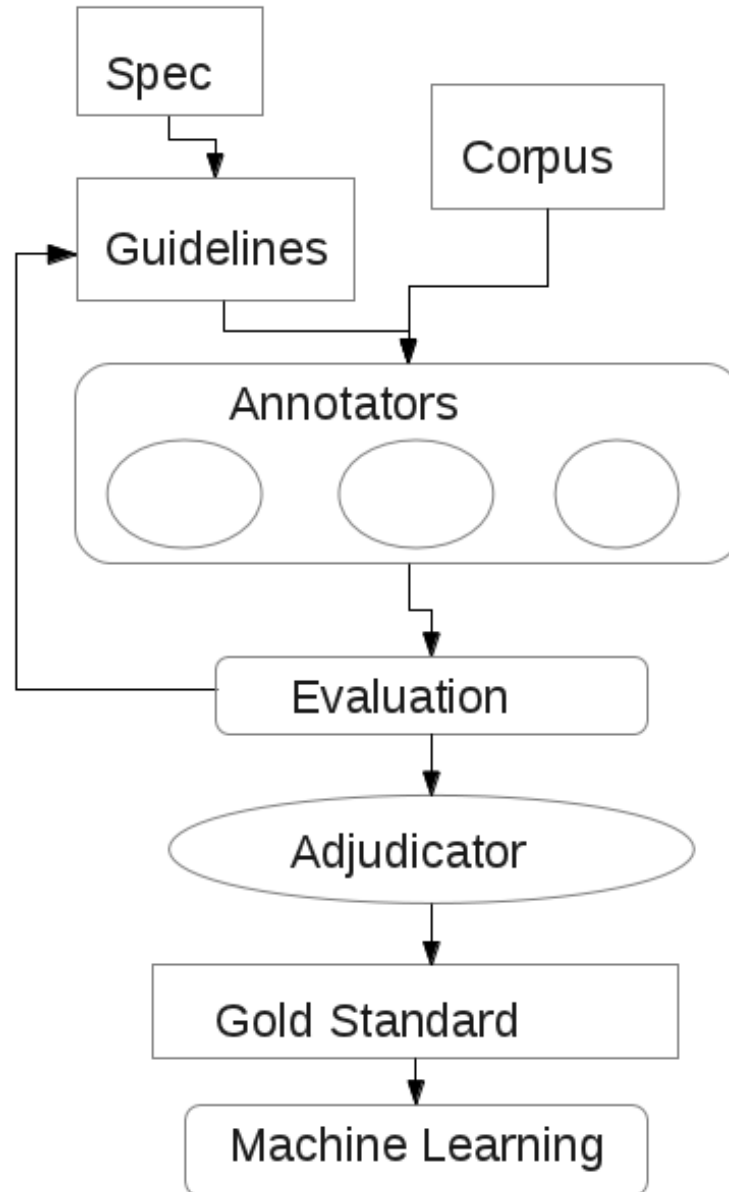 Spec
Corpus
Guidelines
Annotators
Evaluation
Adjudicator
Gold Standard
Machine Learning